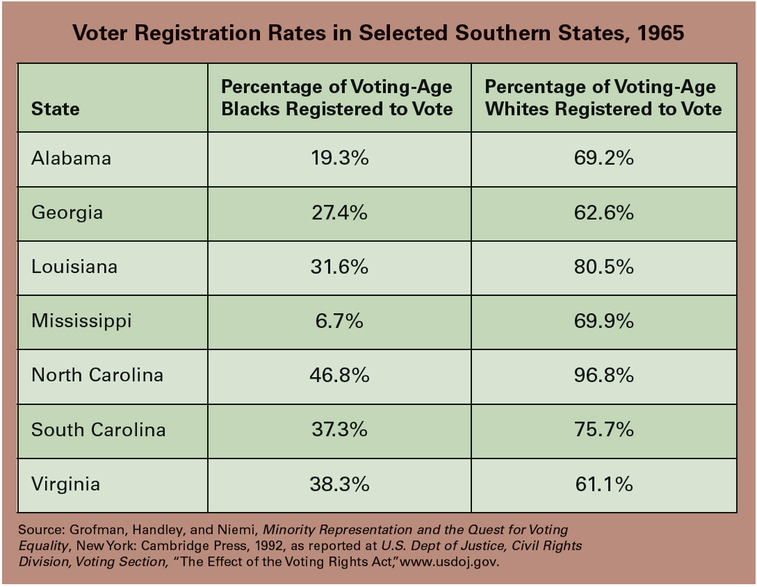 Voter Registration Rates in Selected Southern States, 1965
State
Percentage of Voting-Age
Blacks Registered to Vote
Percentage of Voting-Age
Whites Registered to Vote
Alabama 19.3% 69.2%
Georgia 27.4% 62.6%
Louisiana 31.6% 80.5%
Mississippi 6.7% 69.9%
North Carolina 46.8% 96.8%
South Carolina 37.3% 75.7%
Virginia 38.3% 61.1%
Source: Grofman, Handley, and Niemi, Minority Representation and the Quest for Voting
Equality, New York: Cambridge Press, 1992, as reported at U.S. Dept of Justice, Civil Rights
Division, Voting Section, “The Effect of the Voting Rights Act,” www.usdoj.gov.